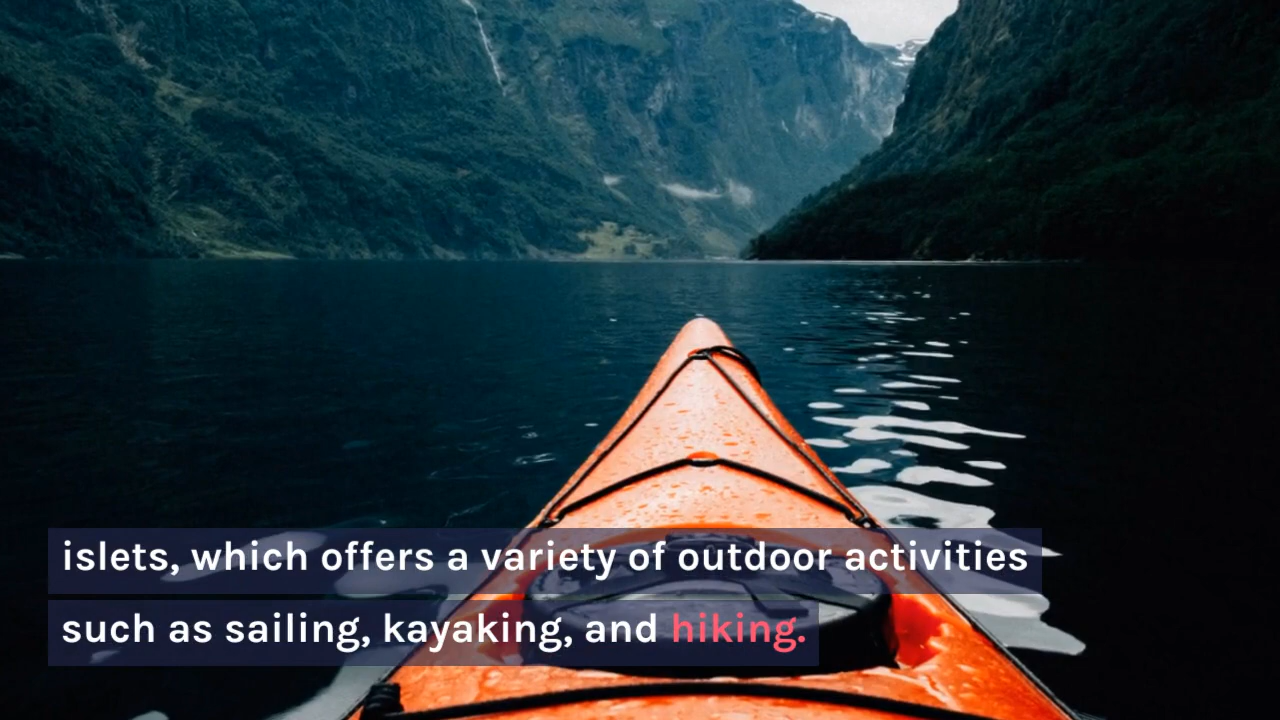 islets, which offers a variety of outdoor activities
such as sailing, kayaking, and hiking.